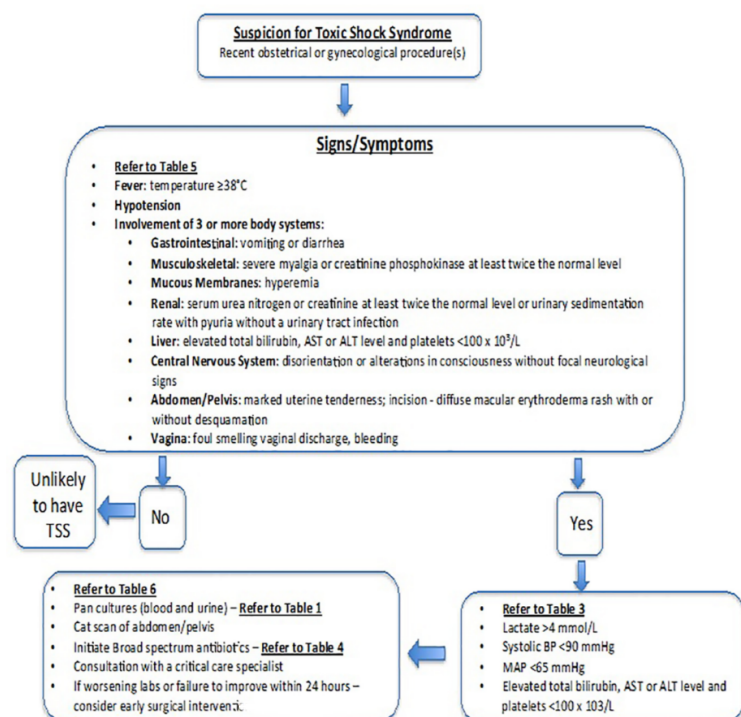 Suspicion for Toxic Shock Syndrome
Recent obstetrical or gynecological procedure(s)
Signs/Symptoms
• Refer to Table 5
• Fever: temperature ≥38°C
• Hypotension
• Involvement of 3 or more body systems:
• Gastrointestinal: vomiting or diarrhea
• Musculoskeletal: severe myalgia or creatinine phosphokinase at least twice the normal level
• Mucous Membranes: hyperemia
• Renal: serum urea nitrogen or creatinine at least twice the normal level or urinary sedimentation
rate with pyuria without a urinary tract infection
• Liver: elevated total bilirubin, AST or ALT level and platelets <100 x 10³/L
• Central Nervous System: disorientation or alterations in consciousness without focal neurological
signs
• Abdomen/Pelvis: marked uterine tenderness; incision - diffuse macular erythroderma rash with or
without desquamation
• Vagina: foul smelling vaginal discharge, bleeding
Unlikely
to have
TSS
No
Yes
• Refer to Table 6
• Pan cultures (blood and urine) – Refer to Table 1
• Cat scan of abdomen/pelvis
• Initiate Broad spectrum antibiotics – Refer to Table 4
• Consultation with a critical care specialist
• If worsening labs or failure to improve within 24 hours –
consider early surgical interventic
• Refer to Table 3
• Lactate >4 mmol/L
• Systolic BP <90 mmHg
• MAP <65 mmHg
• Elevated total bilirubin, AST or ALT level and
platelets <100 x 103/L